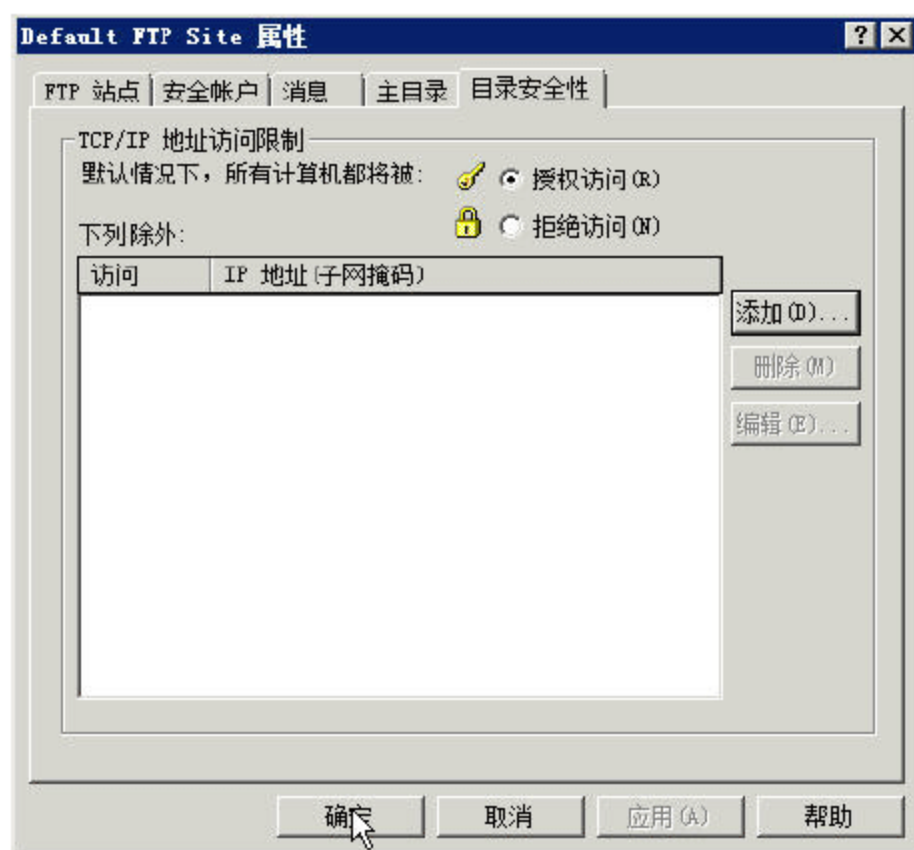 Default FTP Site 属性
FTP 站点 安全帐户 消息 主目录 目录安全性
TCP/IP 地址访问限制
默认情况下，所有计算机都将被： 授权访问(R)
拒绝访问(N)
下列除外：
访问 IP 地址(子网掩码)
添加(D)...
删除(M)
编辑(E)...
确定 取消 应用(A) 帮助